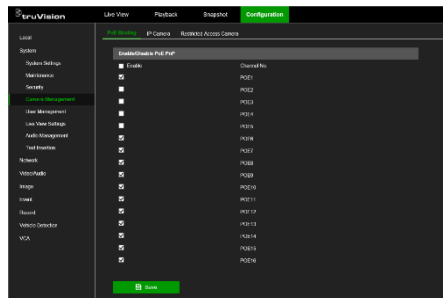 truVision
Live View Playback Snapshot Configuration
PoE Binding IP Camera Restricted Access Camera
Local
System
System Settings
Maintenance
Security
Camera Management
User Management
Live View Settings
Audio Management
Text Insertion
Network
Video/Audio
Image
Event
Record
Vehicle Detection
VCA
Enable/Disable PoE PnP
Enable Channel No.
POE1
POE2
POE3
POE4
POE5
POE6
POE7
POE8
POE9
POE10
POE11
POE12
POE13
POE14
POE15
POE16
Save